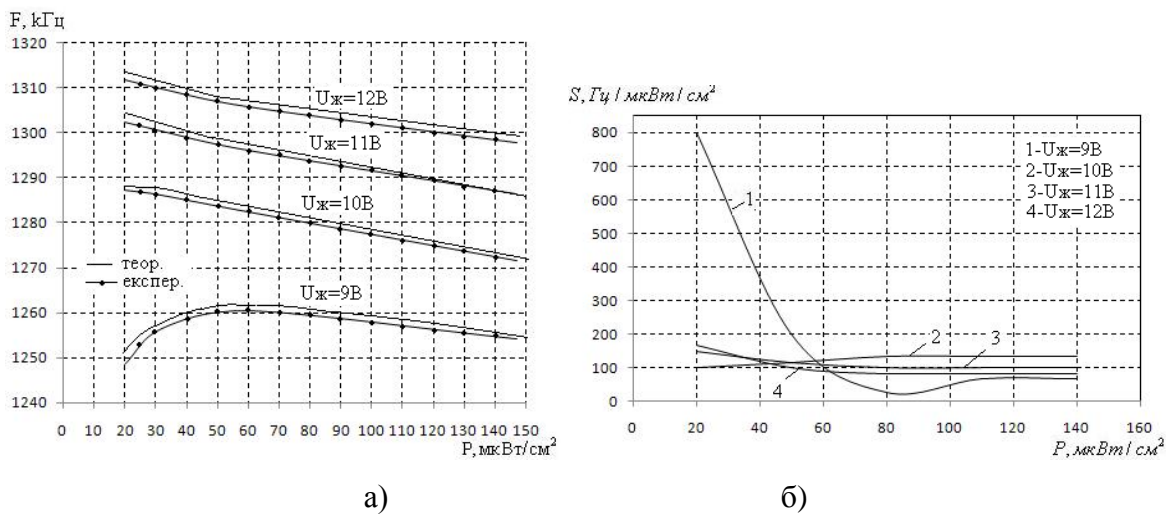 F, кГц
1320
1310
1300
1290
1280
1270
1260
1250
1240
Uж=12В
Uж=11В
Uж=10В
теор.
експер.
Uж=9В
0 20 30 40 50 60 70 80 90 100 110 120 130 140 150
P, мкВт/см²
а)
S, Гц / мкВт / см²
800
700
600
500
400
300
200
100
0
1
2
3
4
1-Uж=9В
2-Uж=10В
3-Uж=11В
4-Uж=12В
0 20 40 60 80 100 120 140 160
P, мкВт / см²
б)